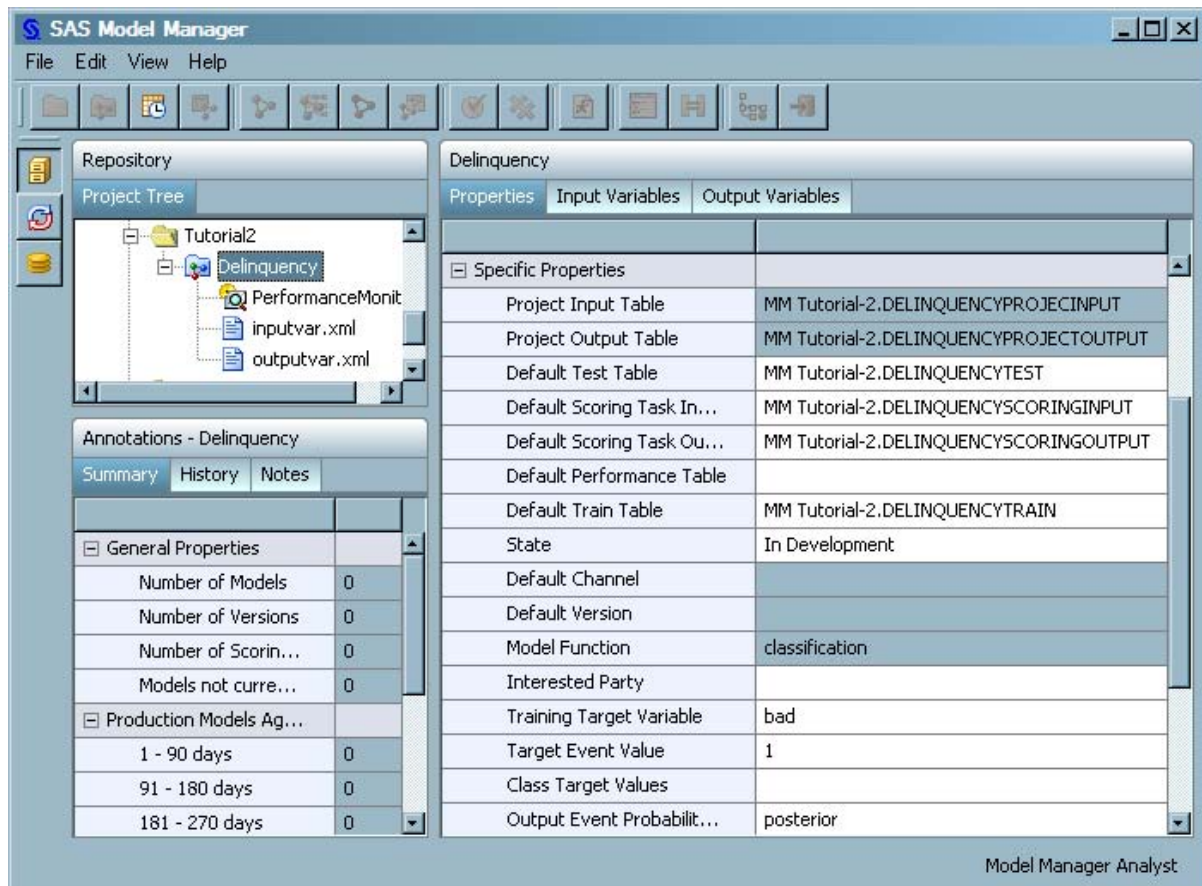 SAS Model Manager
File Edit View Help
Repository
Project Tree
Tutorial2
Delinquency
PerformanceMonit
inputvar.xml
outputvar.xml
Annotations - Delinquency
Summary History Notes
General Properties
Number of Models 0
Number of Versions 0
Number of Scorin... 0
Models not curre... 0
Production Models Ag...
1 - 90 days 0
91 - 180 days 0
181 - 270 days 0
Delinquency
Properties Input Variables Output Variables
Specific Properties
Project Input Table MM Tutorial-2.DELINQUENCYPROJECINPUT
Project Output Table MM Tutorial-2.DELINQUENCYPROJECTOUTPUT
Default Test Table MM Tutorial-2.DELINQUENCYTEST
Default Scoring Task In... MM Tutorial-2.DELINQUENCYSCORINGINPUT
Default Scoring Task Ou... MM Tutorial-2.DELINQUENCYSCORINGOUTPUT
Default Performance Table
Default Train Table MM Tutorial-2.DELINQUENCYTRAIN
State In Development
Default Channel
Default Version
Model Function classification
Interested Party
Training Target Variable bad
Target Event Value 1
Class Target Values
Output Event Probabilit... posterior
Model Manager Analyst